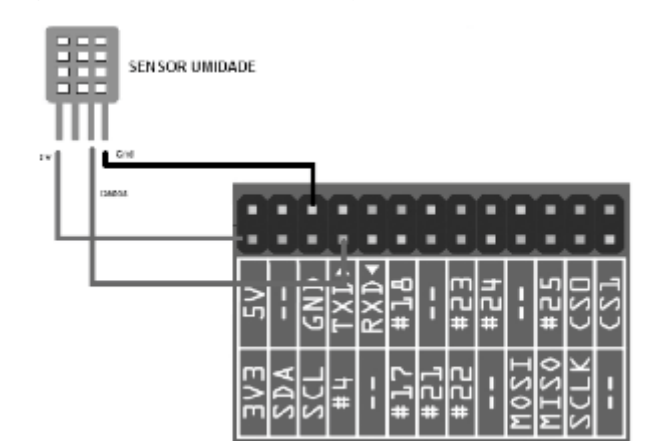 SENSOR UMIDADE
Gnd
5V -- GND TXD RXD #18 -- #23 #24 -- #25 CS0 CS1
3V3 SDA SCL #4 -- #17 #21 #22 -- MOSI MISO SCLK --